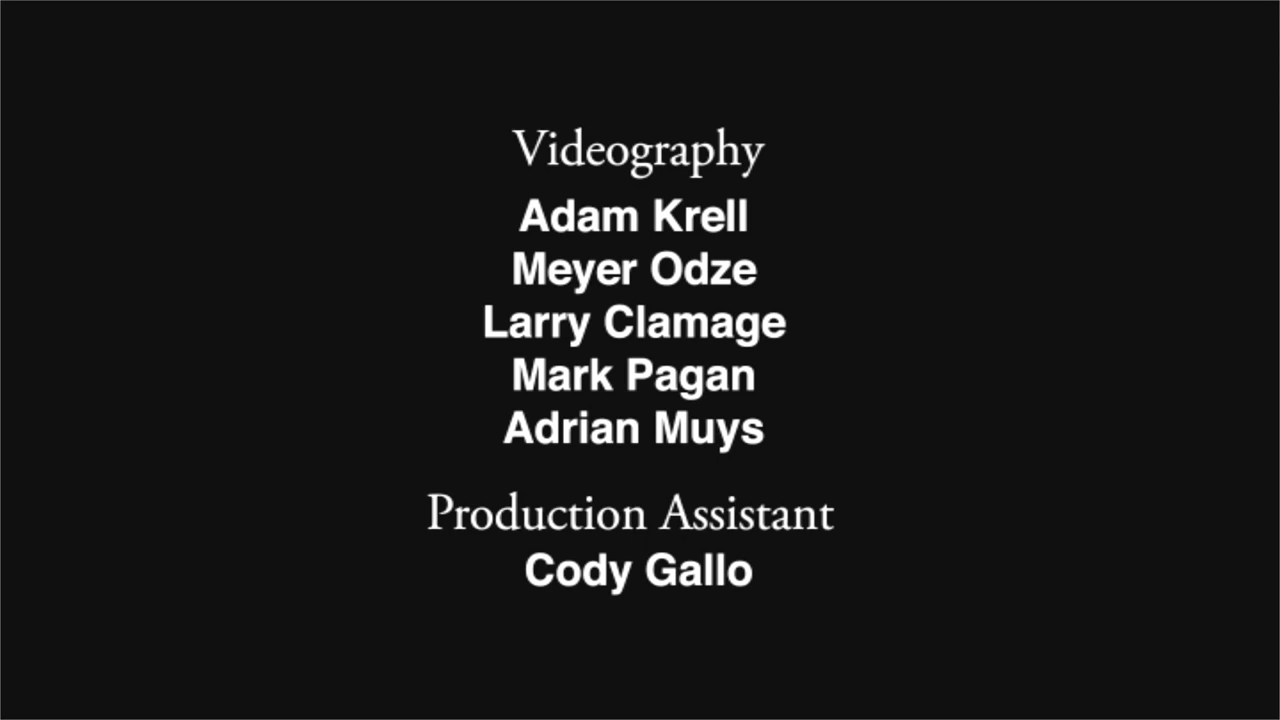 Videography
Adam Krell
Meyer Odze
Larry Clamage
Mark Pagan
Adrian Muys
Production Assistant
Cody Gallo